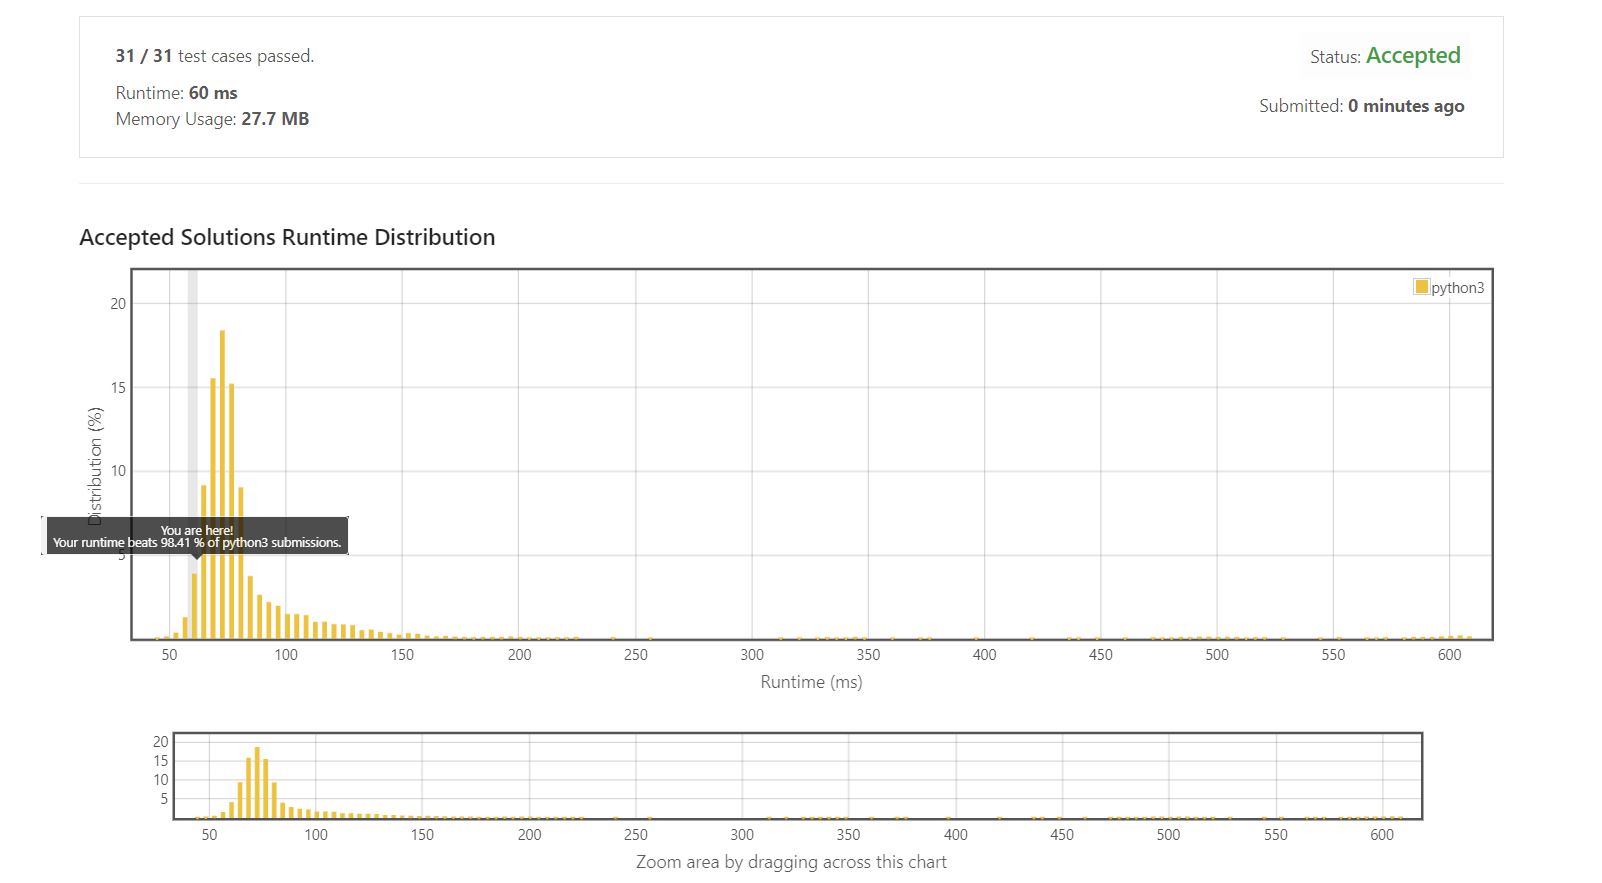 31 / 31 test cases passed.
Status: Accepted
Runtime: 60 ms
Memory Usage: 27.7 MB
Submitted: 0 minutes ago
Accepted Solutions Runtime Distribution
python3
Distribution (%)
20
15
10
5
You are here!
Your runtime beats 98.41 % of python3 submissions.
50 100 150 200 250 300 350 400 450 500 550 600
Runtime (ms)
20
15
10
5
50 100 150 200 250 300 350 400 450 500 550 600
Zoom area by dragging across this chart